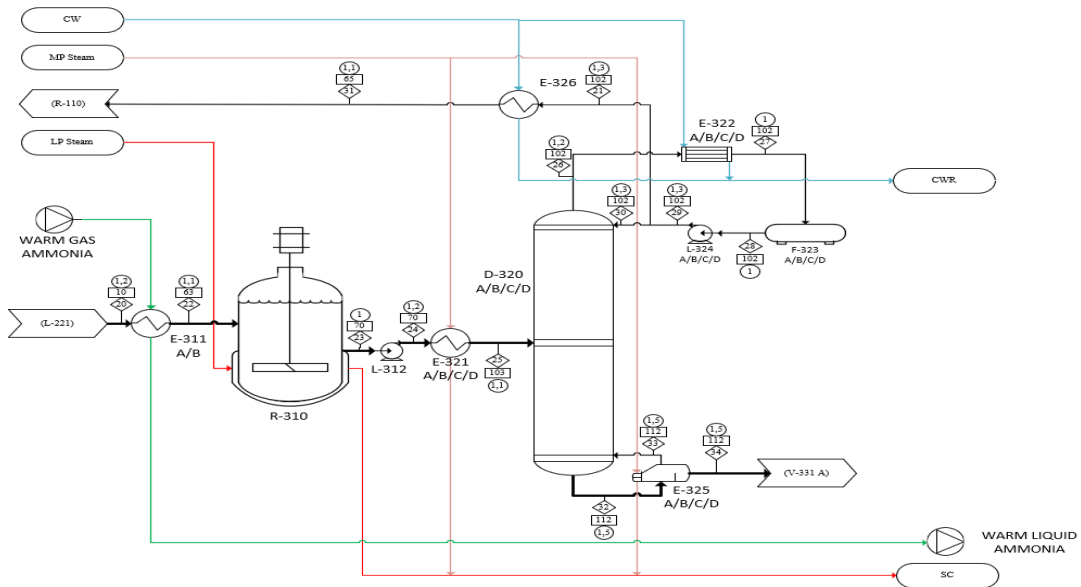 CW
MP Steam
(R-110)
LP Steam
1,1
65
31
E-326
1,3
102
21
E-322
A/B/C/D
1
102
27
1,2
102
26
CWR
1,3
102
30
1,3
102
29
L-324
A/B/C/D
28
102
1
F-323
A/B/C/D
WARM GAS
AMMONIA
D-320
A/B/C/D
(L-221)
1,2
10
20
1,1
63
22
E-311
A/B
R-310
1
70
23
L-312
1,2
70
24
E-321
A/B/C/D
25
103
1,1
1,5
112
33
1,5
112
34
(V-331 A)
E-325
A/B/C/D
32
112
1,5
WARM LIQUID
AMMONIA
SC